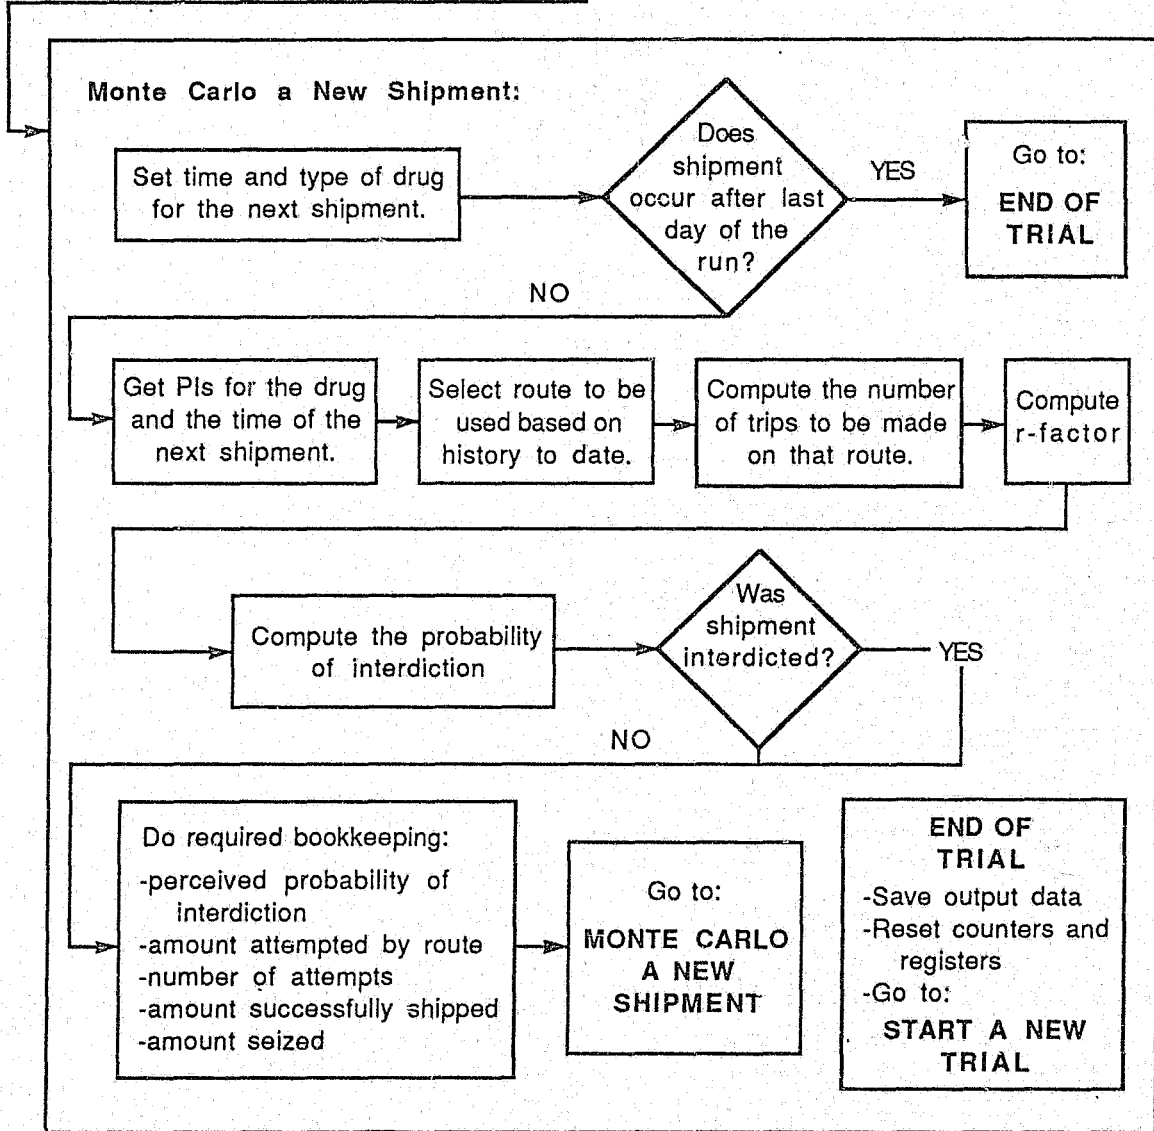 Monte Carlo a New Shipment:
Set time and type of drug
for the next shipment.
Does
shipment
occur after last
day of the
run?
YES
Go to:
END OF
TRIAL
NO
Get PIs for the drug
and the time of the
next shipment.
Select route to be
used based on
history to date.
Compute the number
of trips to be made
on that route.
Compute
r-factor
Compute the probability
of interdiction
Was
shipment
interdicted?
YES
NO
Do required bookkeeping:
-perceived probability of
interdiction
-amount attempted by route
-number of attempts
-amount successfully shipped
-amount seized
Go to:
MONTE CARLO
A NEW
SHIPMENT
END OF
TRIAL
-Save output data
-Reset counters and
registers
-Go to:
START A NEW
TRIAL